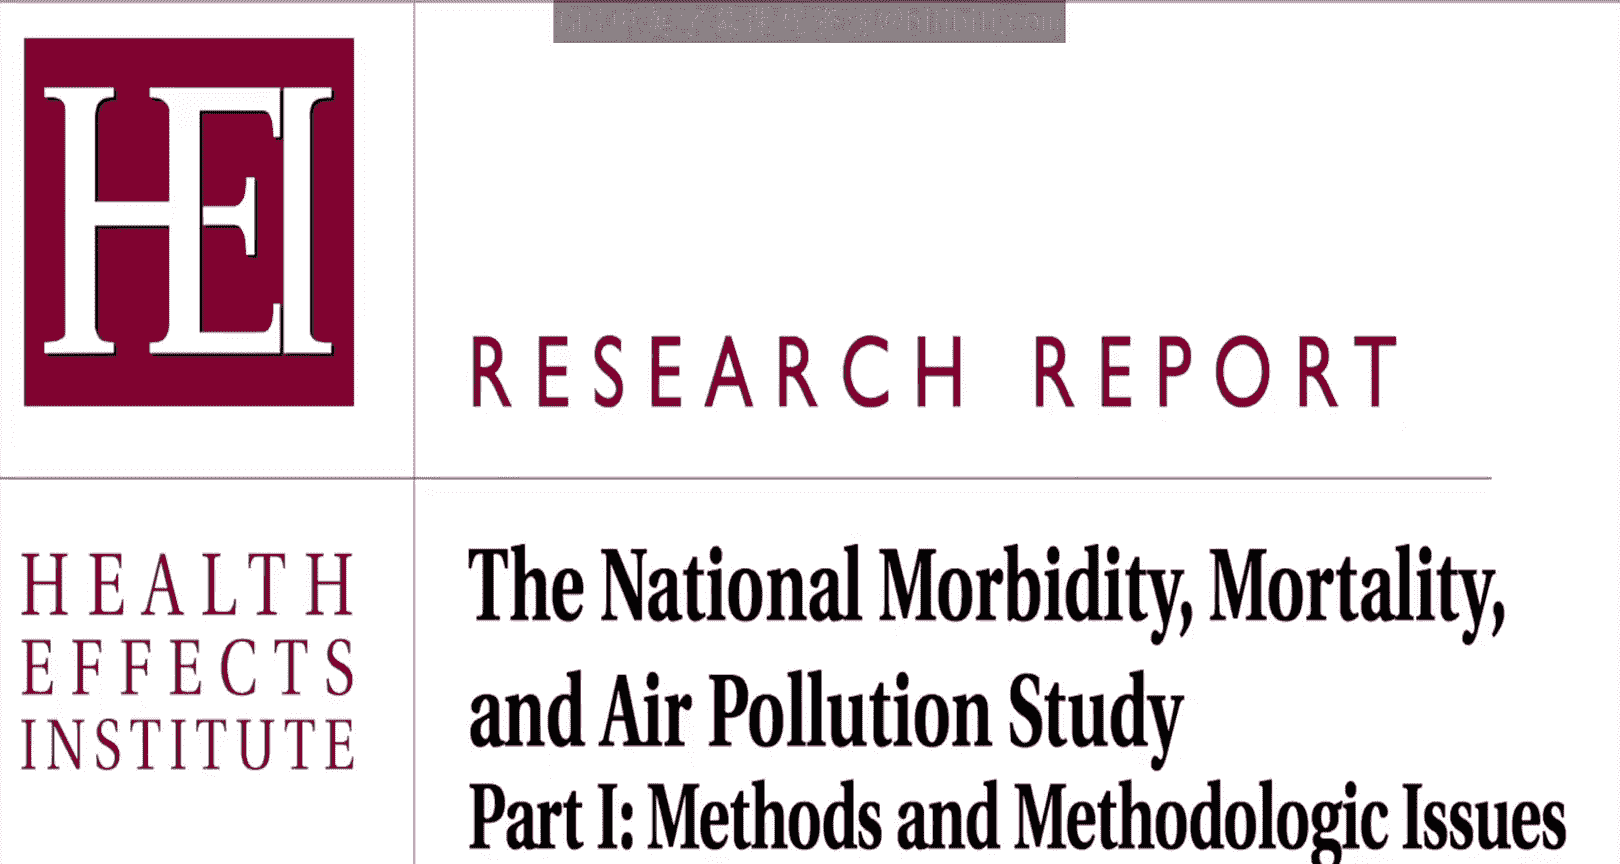 HEI
RESEARCH REPORT
HEALTH
EFFECTS
INSTITUTE
The National Morbidity, Mortality,
and Air Pollution Study
Part I: Methods and Methodologic Issues